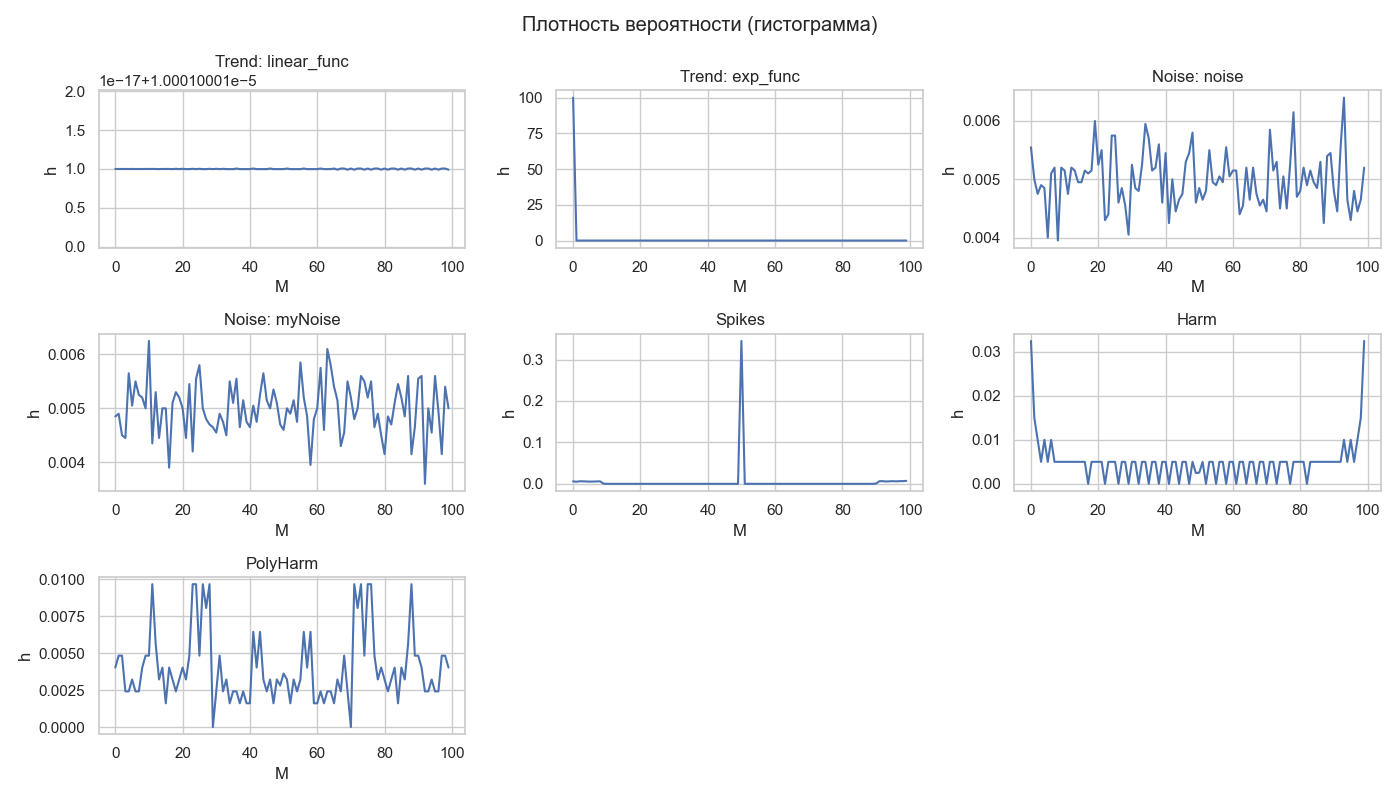 Плотность вероятности (гистограмма)
Trend: linear_func
1e−17+1.00010001e−5
2.0
1.5
1.0
0.5
0.0
h
0 20 40 60 80 100
M
Trend: exp_func
100
75
50
25
0
h
0 20 40 60 80 100
M
Noise: noise
0.006
0.005
0.004
h
0 20 40 60 80 100
M
Noise: myNoise
0.006
0.005
0.004
h
0 20 40 60 80 100
M
Spikes
0.3
0.2
0.1
0.0
h
0 20 40 60 80 100
M
Harm
0.03
0.02
0.01
0.00
h
0 20 40 60 80 100
M
PolyHarm
0.0100
0.0075
0.0050
0.0025
0.0000
h
0 20 40 60 80 100
M